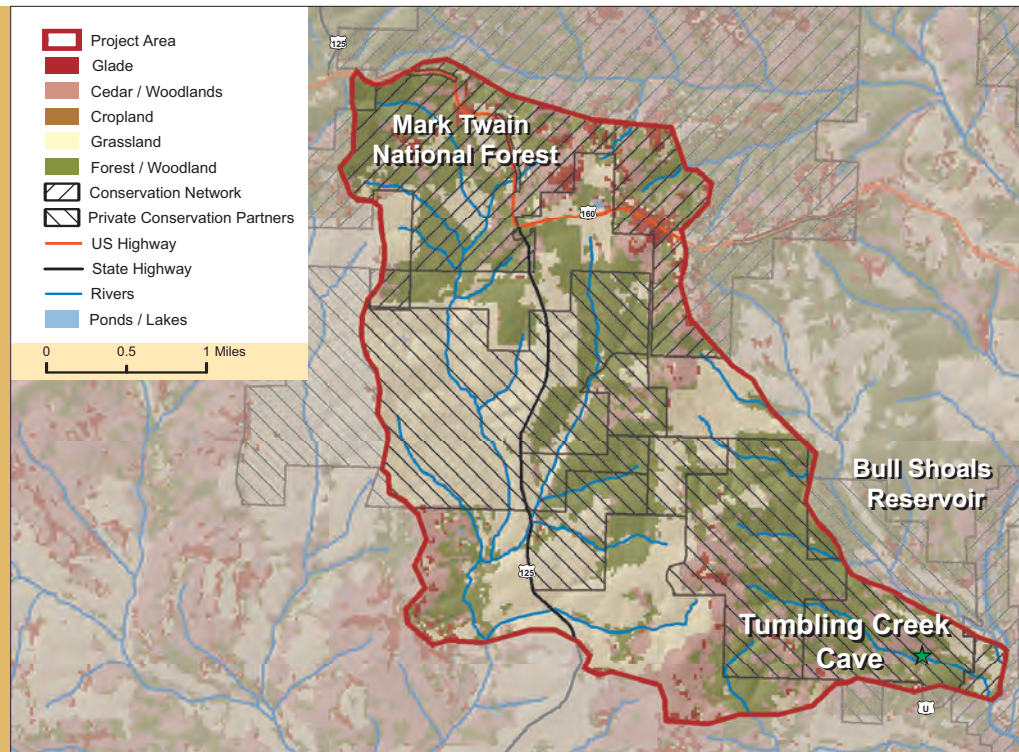 Project Area
Glade
Cedar / Woodlands
Cropland
Grassland
Forest / Woodland
Conservation Network
Private Conservation Partners
US Highway
State Highway
Rivers
Ponds / Lakes
0 0.5 1 Miles
125
Mark Twain
National Forest
160
Bull Shoals
Reservoir
125
Tumbling Creek
Cave
U